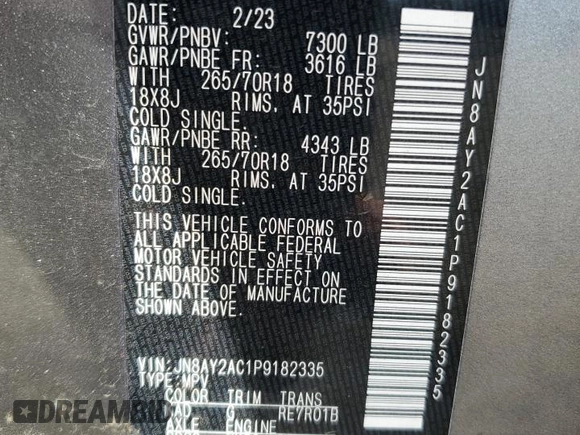 DATE: 2/23
GVWR/PNBV: 7300 LB
GAWR/PNBE FR: 3616 LB
WITH 265/70R18 TIRES
18X8J RIMS. AT 35PSI
COLD SINGLE.
GAWR/PNBE RR: 4343 LB
WITH 265/70R18 TIRES
18X8J RIMS. AT 35PSI
COLD SINGLE.
THIS VEHICLE CONFORMS TO
ALL APPLICABLE FEDERAL
MOTOR VEHICLE SAFETY
STANDARDS IN EFFECT ON
THE DATE OF MANUFACTURE
SHOWN ABOVE.
VIN: JN8AY2AC1P9182335
TYPE: MPV
COLOR TRIM TRANS
CAD G RE7R01B
AXLE ENGINE
JN8AY2AC1P9182335
DREAMBID